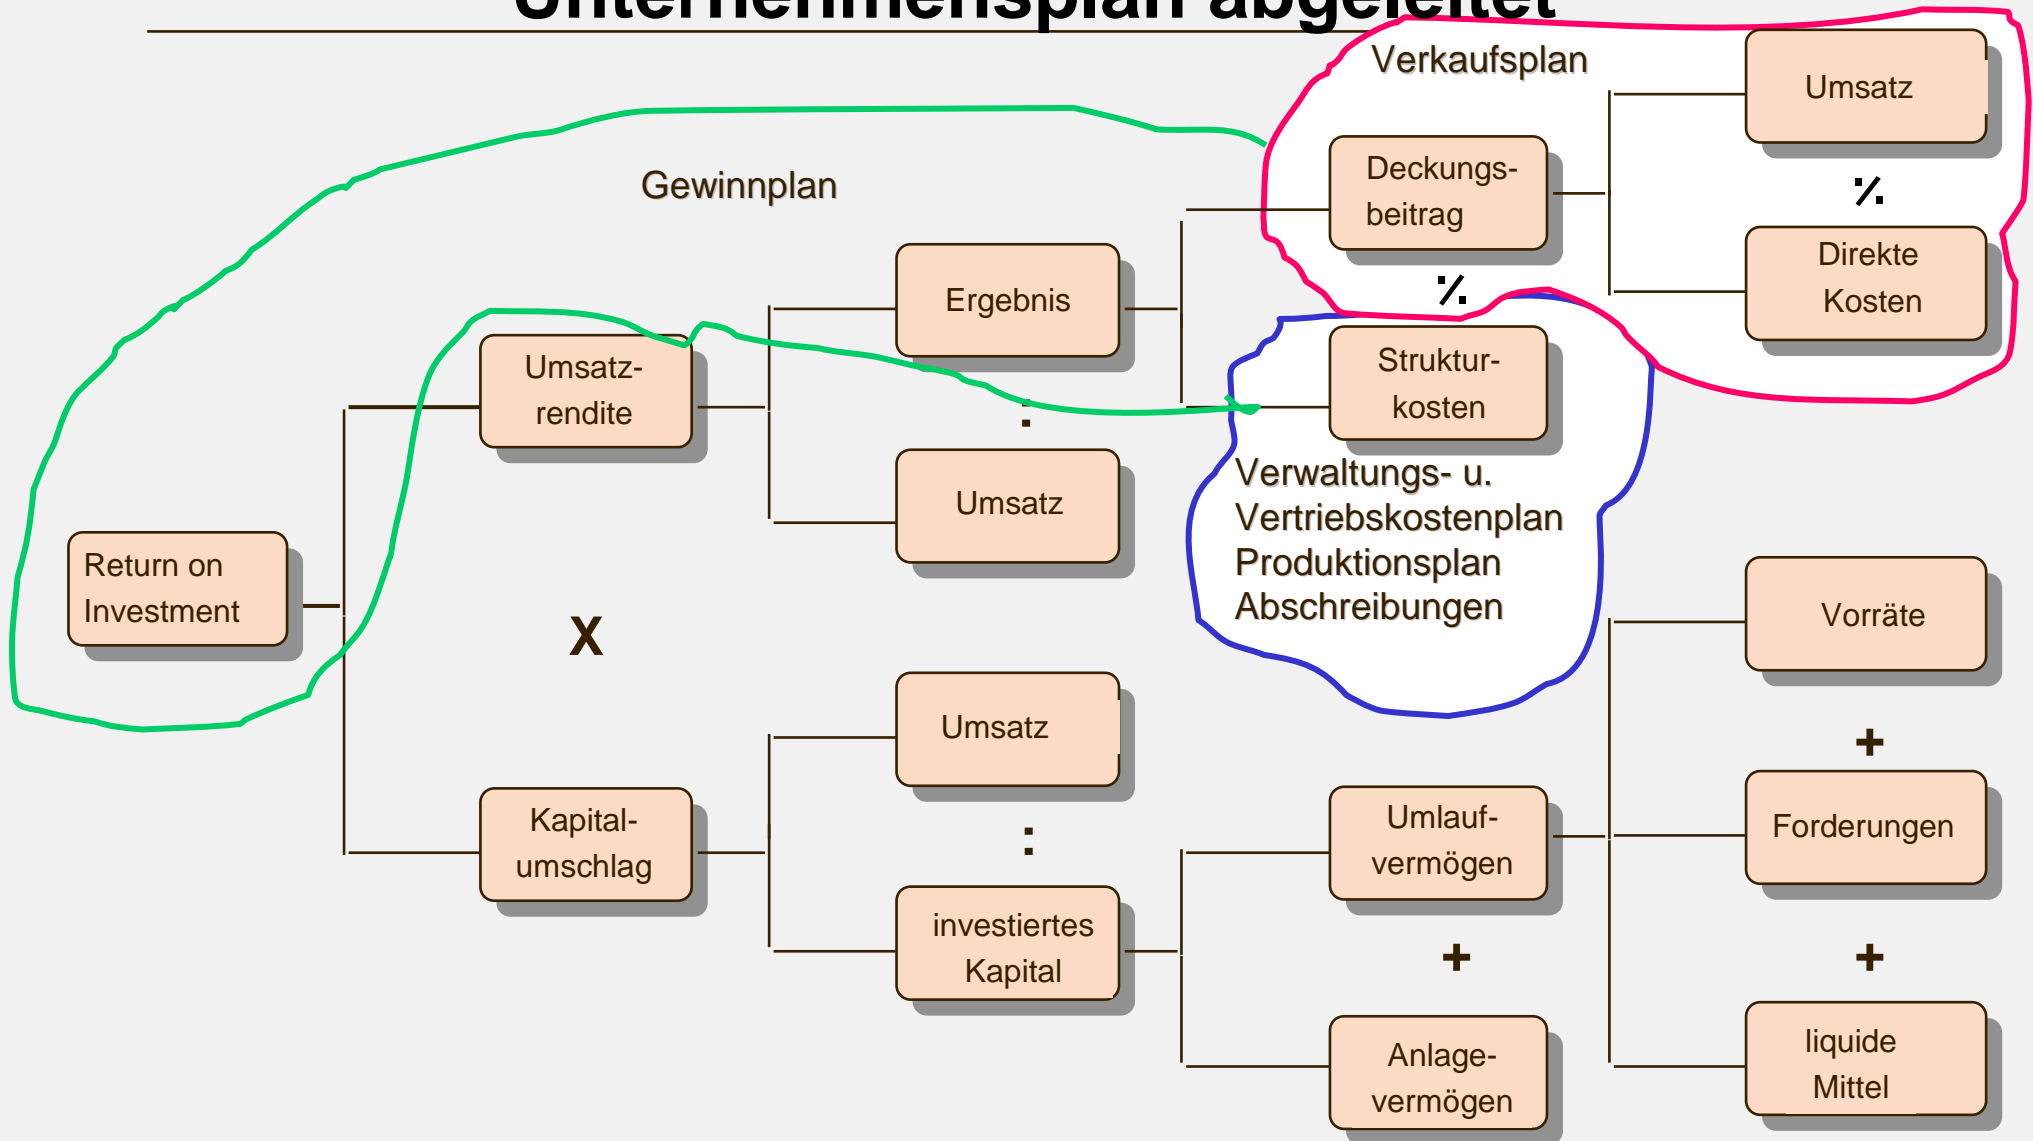 Unternehmensplan abgeleitet
Verkaufsplan
Umsatz
Deckungs-
beitrag
⁒
Direkte
Kosten
Gewinnplan
Ergebnis
⁒
Umsatz-
rendite
Struktur-
kosten
:
Umsatz
Verwaltungs- u.
Vertriebskostenplan
Produktionsplan
Abschreibungen
Return on
Investment
X
Vorräte
+
Umsatz
Kapital-
umschlag
:
Umlauf-
vermögen
Forderungen
investiertes
Kapital
+
+
Anlage-
vermögen
liquide
Mittel